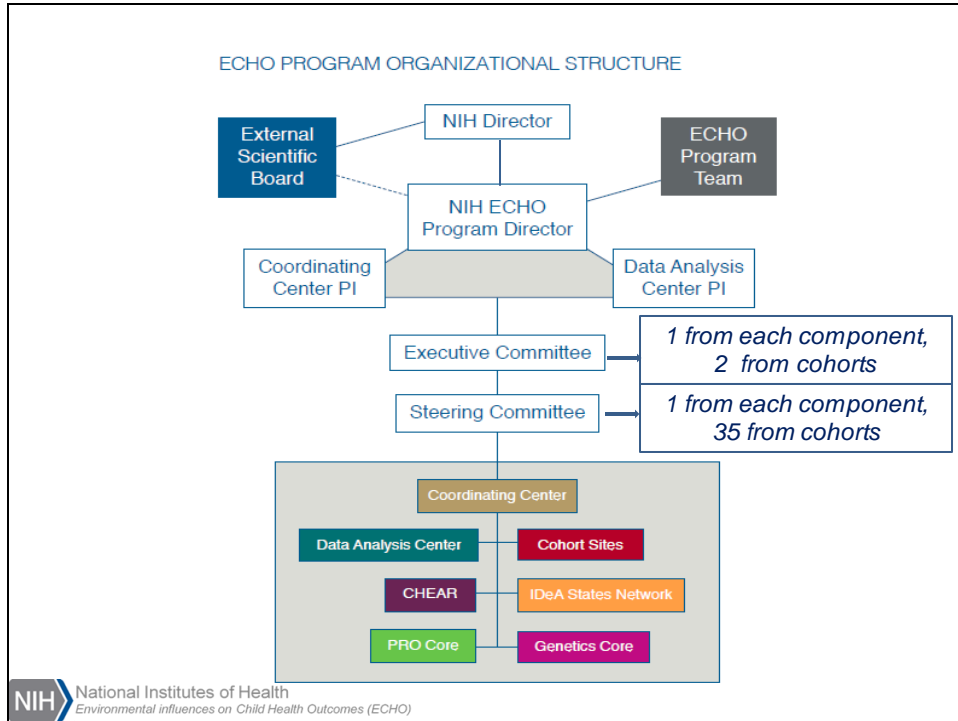 ECHO PROGRAM ORGANIZATIONAL STRUCTURE
NIH Director
External
Scientific
Board
ECHO
Program
Team
NIH ECHO
Program Director
Coordinating
Center PI
Data Analysis
Center PI
Executive Committee
1 from each component,
2 from cohorts
Steering Committee
1 from each component,
35 from cohorts
Coordinating Center
Data Analysis Center
Cohort Sites
CHEAR
IDeA States Network
PRO Core
Genetics Core
NIH
National Institutes of Health
Environmental influences on Child Health Outcomes (ECHO)